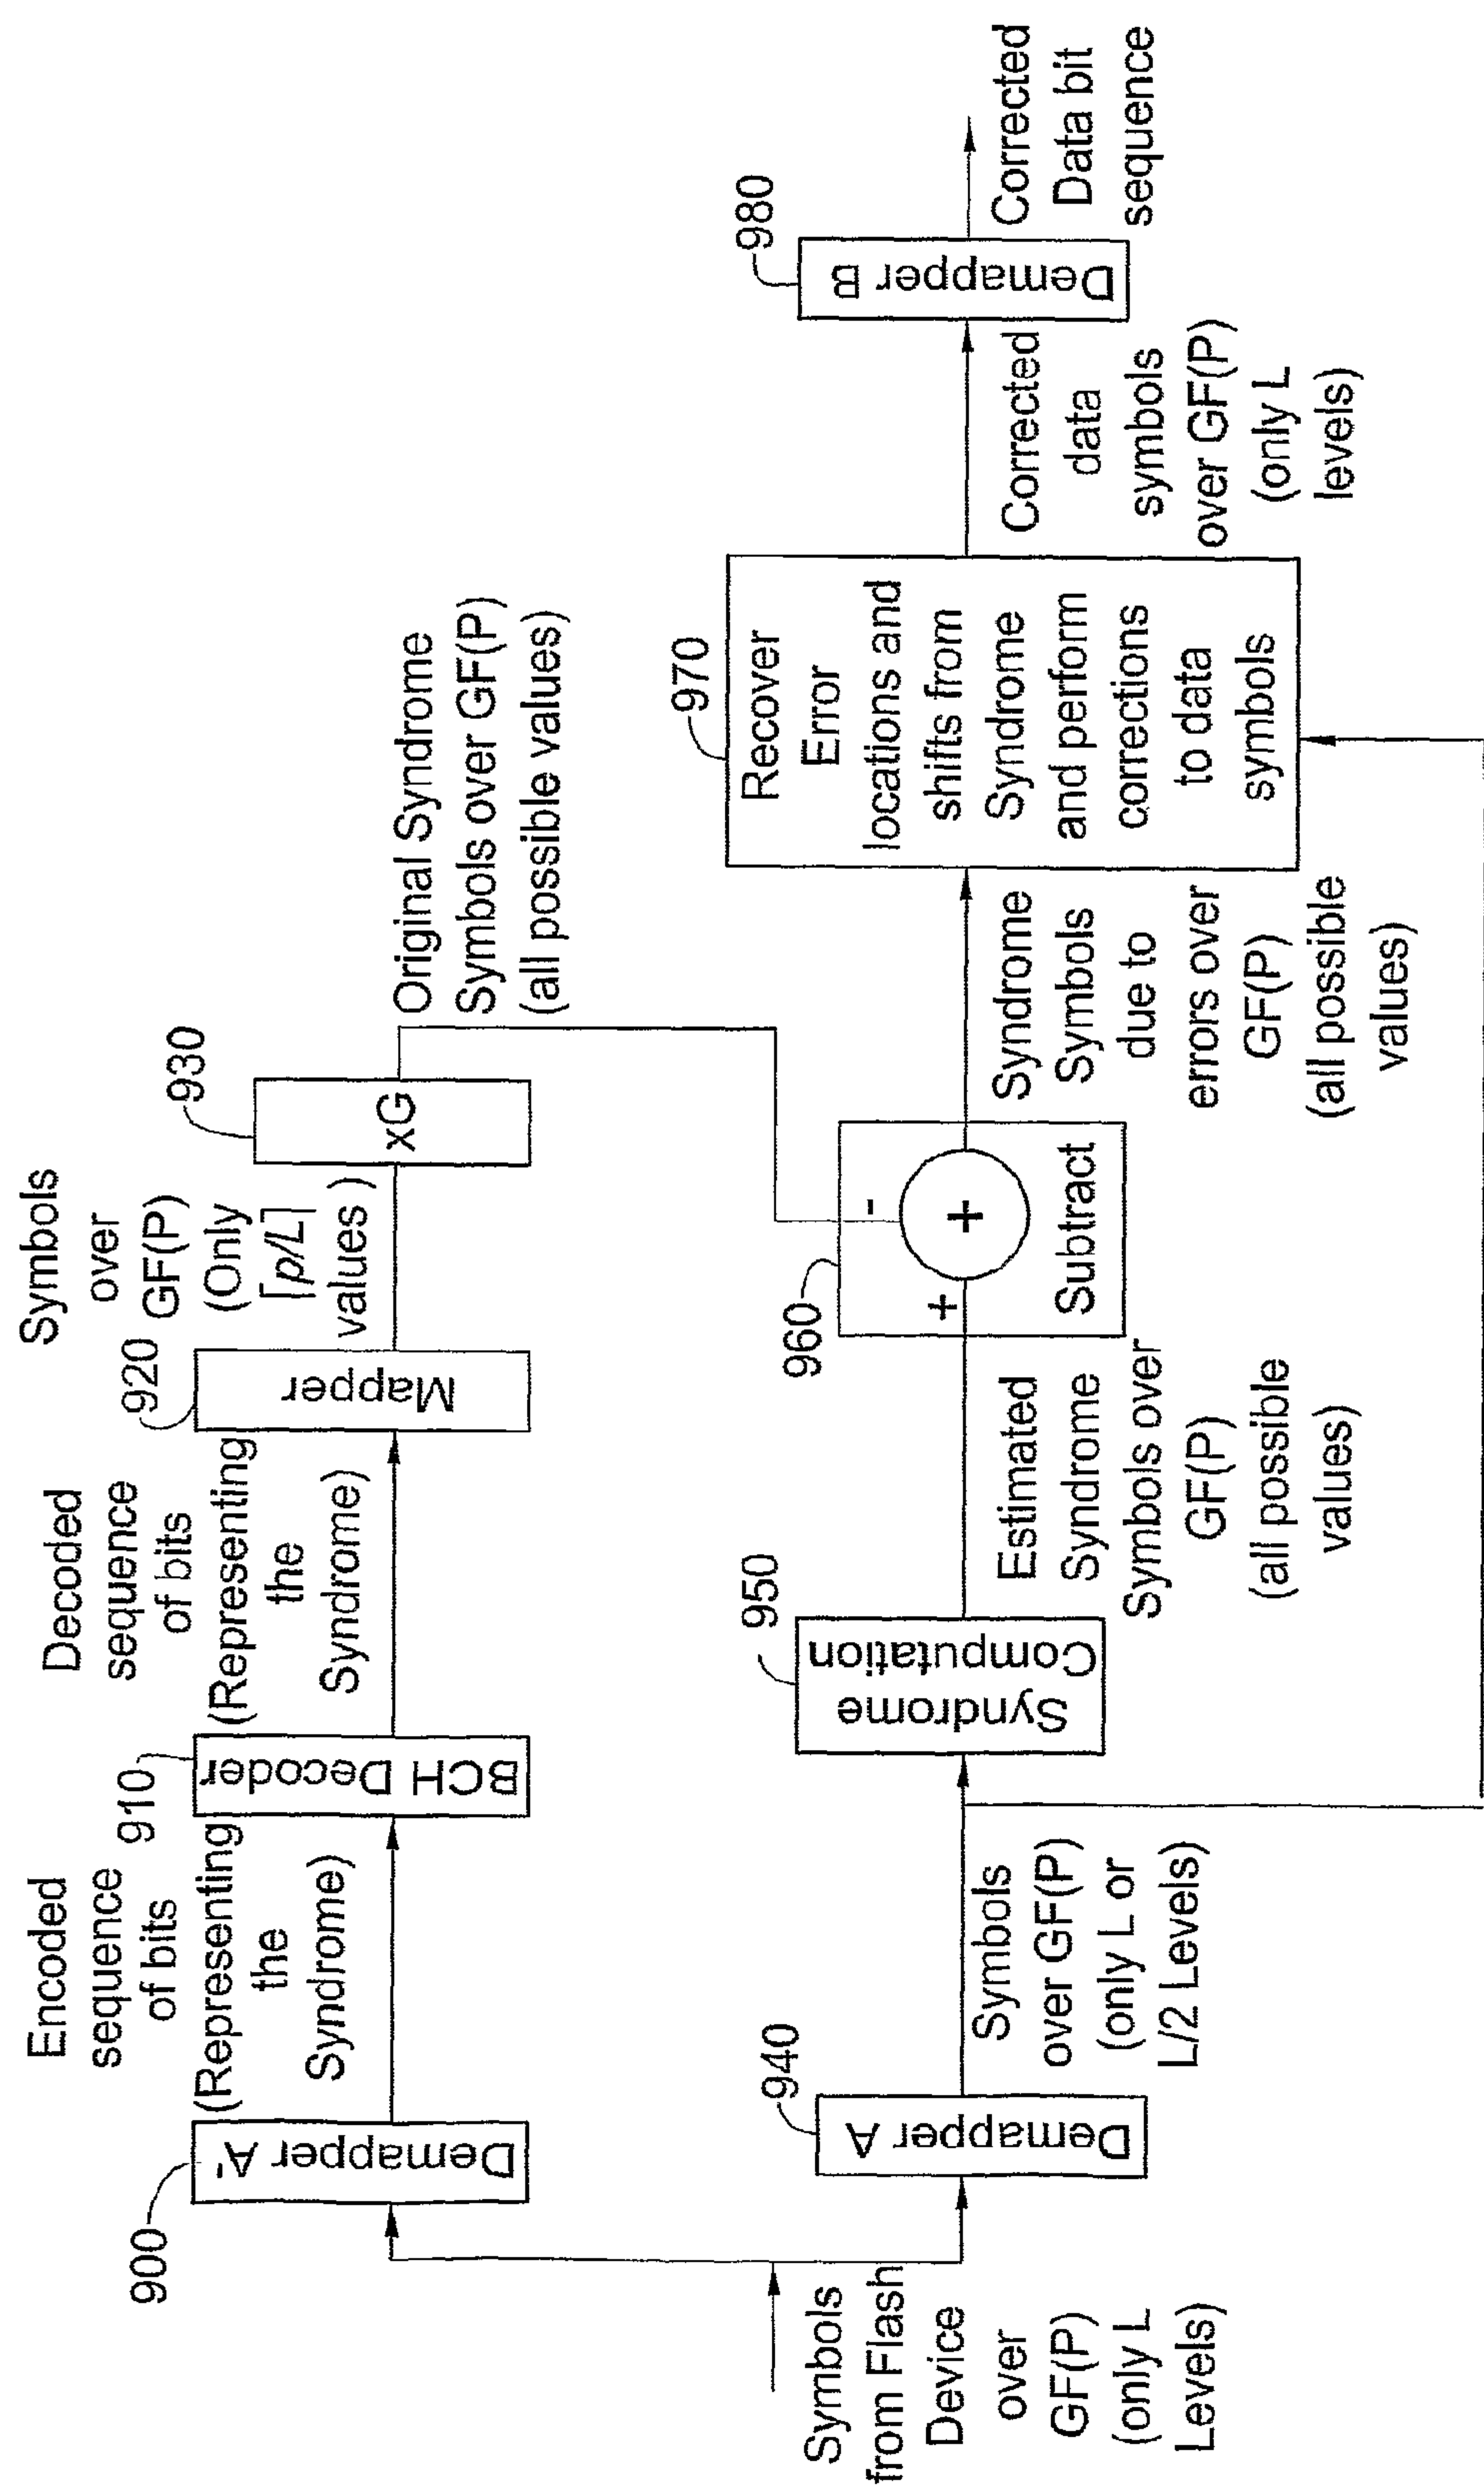 Symbols
from Flash
Device
over
GF(P)
(only L
Levels)
900
Demapper A'
Encoded
sequence
of bits
(Representing
the
Syndrome)
910
BCH Decoder
Decoded
sequence
of bits
(Representing
the
Syndrome)
920
Mapper
Symbols
over
GF(P)
(Only
⌈p/L⌉
values )
930
xG
Original Syndrome
Symbols over GF(P)
(all possible values)
940
Demapper A
Symbols
over GF(P)
(only L or
L/2 Levels)
950
Syndrome
Computation
Estimated
Syndrome
Symbols over
GF(P)
(all possible
values)
960
+
-
+
Subtract
Syndrome
Symbols
due to
errors over
GF(P)
(all possible
values)
970
Recover
Error
locations and
shifts from
Syndrome
and perform
corrections
to data
symbols
Corrected
data
symbols
over GF(P)
(only L
levels)
980
Demapper B
Corrected
Data bit
sequence